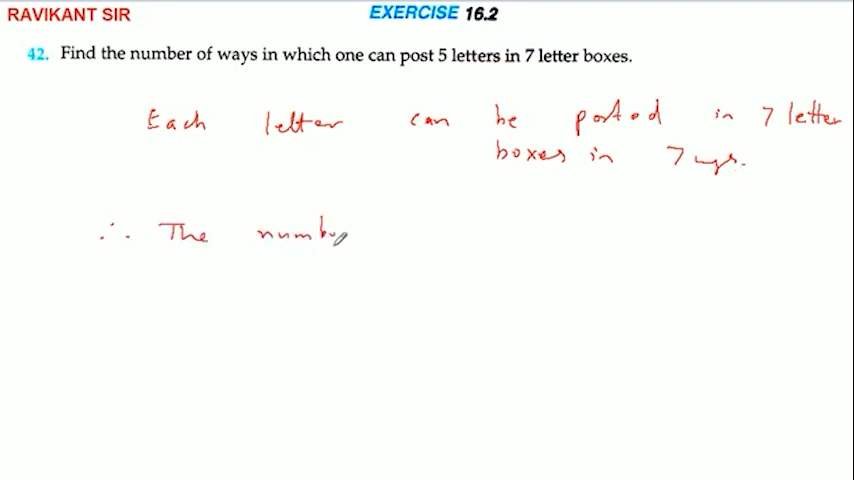 RAVIKANT SIR
EXERCISE 16.2
42. Find the number of ways in which one can post 5 letters in 7 letter boxes.
Each letter can be posted in 7 letter
boxes in 7 ways.
∴ The number